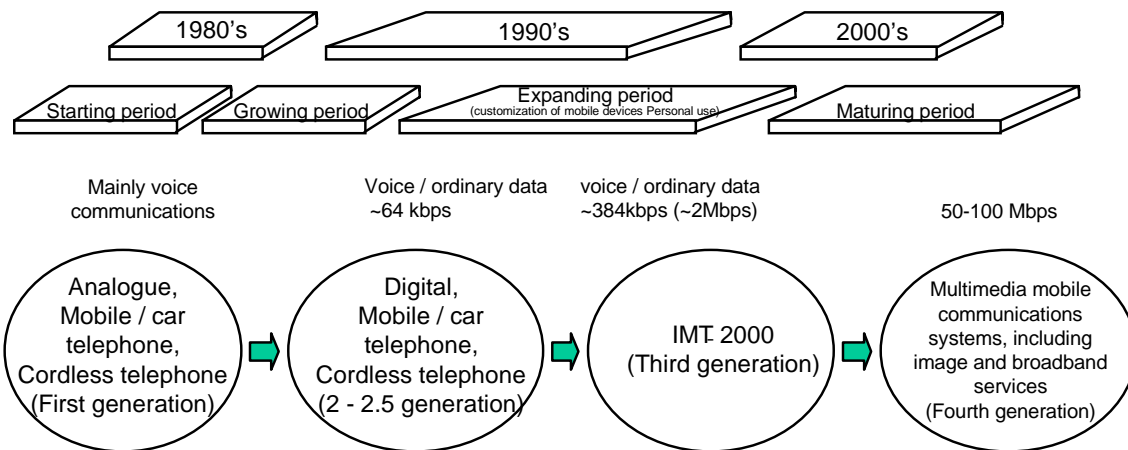 1980's
1990's
2000's
Starting period
Growing period
Expanding period
(customization of mobile devices Personal use)
Maturing period
Mainly voice
communications
Voice / ordinary data
~64 kbps
voice / ordinary data
~384kbps (~2Mbps)
50-100 Mbps
Analogue,
Mobile / car
telephone,
Cordless telephone
(First generation)
Digital,
Mobile / car
telephone,
Cordless telephone
(2 - 2.5 generation)
IMT- 2000
(Third generation)
Multimedia mobile
communications
systems, including
image and broadband
services
(Fourth generation)